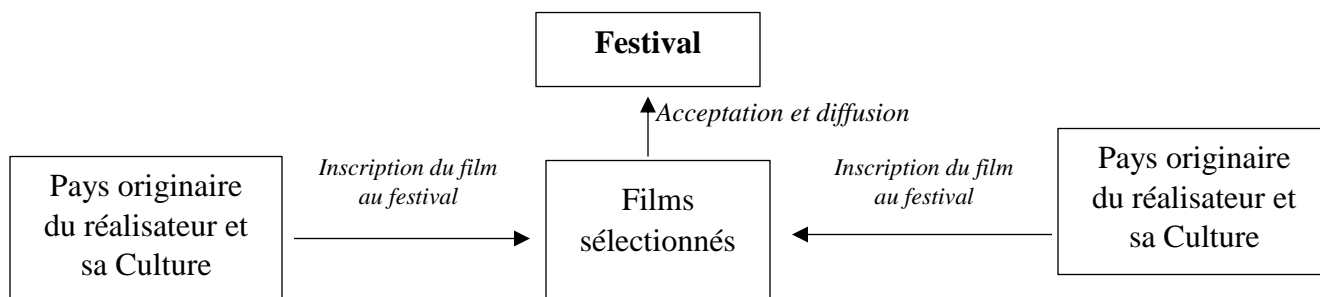 Festival
Acceptation et diffusion
Pays originaire
du réalisateur et
sa Culture
Inscription du film
au festival
Films
sélectionnés
Inscription du film
au festival
Pays originaire
du réalisateur et
sa Culture